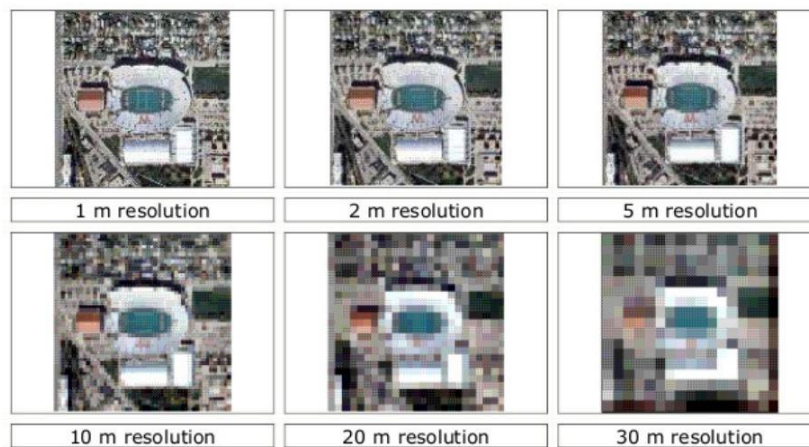 1 m resolution
2 m resolution
5 m resolution
10 m resolution
20 m resolution
30 m resolution